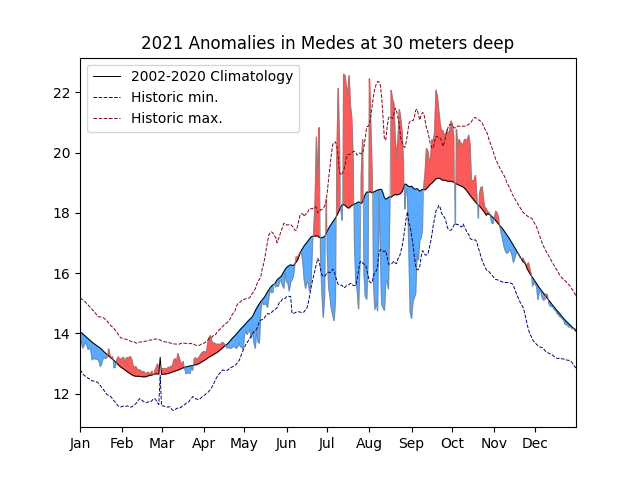 2021 Anomalies in Medes at 30 meters deep
2002-2020 Climatology
Historic min.
Historic max.
22
20
18
16
14
12
Jan Feb Mar Apr May Jun Jul Aug Sep Oct Nov Dec